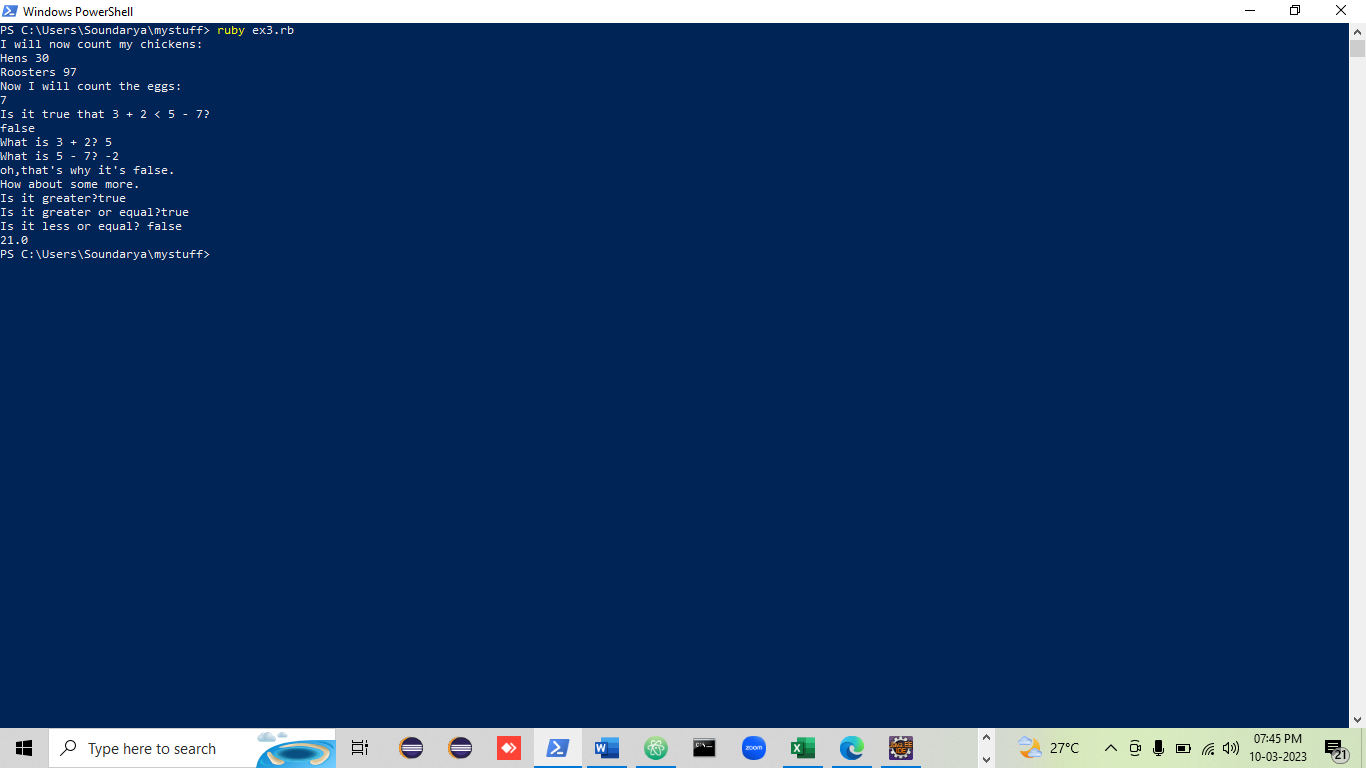 Windows PowerShell
PS C:\Users\Soundarya\mystuff> ruby ex3.rb
I will now count my chickens:
Hens 30
Roosters 97
Now I will count the eggs:
7
Is it true that 3 + 2 < 5 - 7?
false
What is 3 + 2? 5
What is 5 - 7? -2
oh,that's why it's false.
How about some more.
Is it greater?true
Is it greater or equal?true
Is it less or equal? false
21.0
PS C:\Users\Soundarya\mystuff>
Type here to search
zoom
27°C
07:45 PM
10-03-2023
21